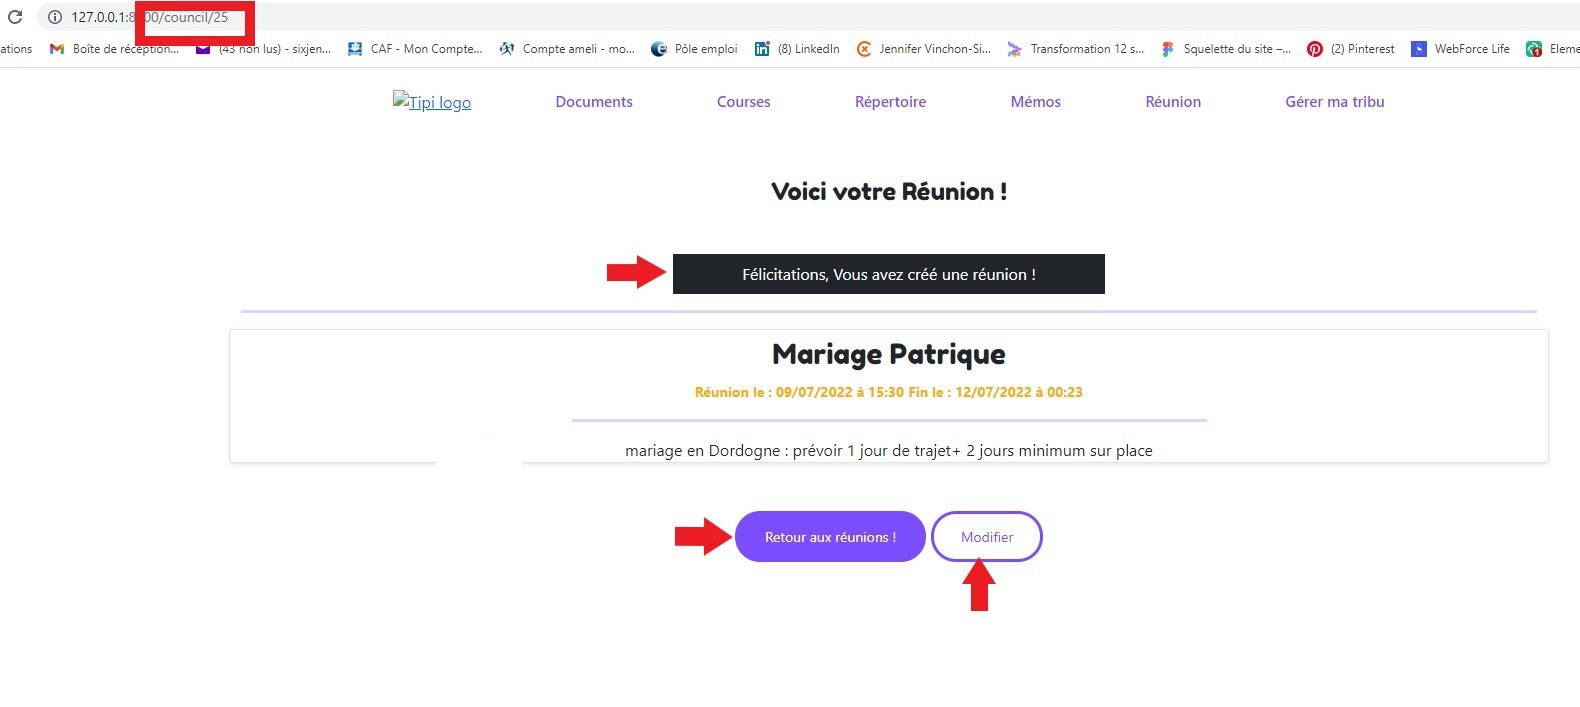 127.0.0.1:8000/council/25
ations Boîte de réception... (43 non lus) - sixjen... CAF - Mon Compte... Compte ameli - mo... Pôle emploi (8) LinkedIn Jennifer Vinchon-Si... Transformation 12 s... Squelette du site –... (2) Pinterest WebForce Life Eleme
Tipi logo Documents Courses Répertoire Mémos Réunion Gérer ma tribu
Voici votre Réunion !
Félicitations, Vous avez créé une réunion !
Mariage Patrique
Réunion le : 09/07/2022 à 15:30 Fin le : 12/07/2022 à 00:23
mariage en Dordogne : prévoir 1 jour de trajet+ 2 jours minimum sur place
Retour aux réunions ! Modifier